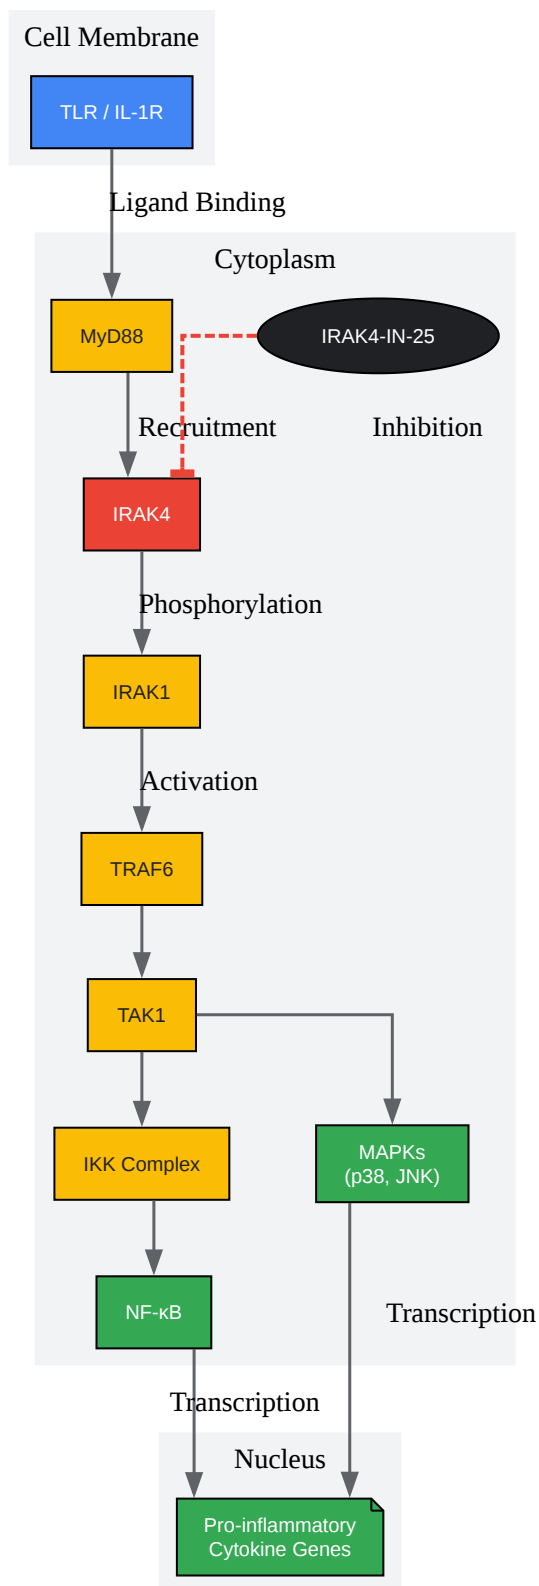 Cell Membrane
TLR / IL-1R
Ligand Binding
Cytoplasm
MyD88
IRAK4-IN-25
Recruitment
Inhibition
IRAK4
Phosphorylation
IRAK1
Activation
TRAF6
TAK1
IKK Complex
MAPKs
(p38, JNK)
NF-κB
Transcription
Transcription
Nucleus
Pro-inflammatory
Cytokine Genes